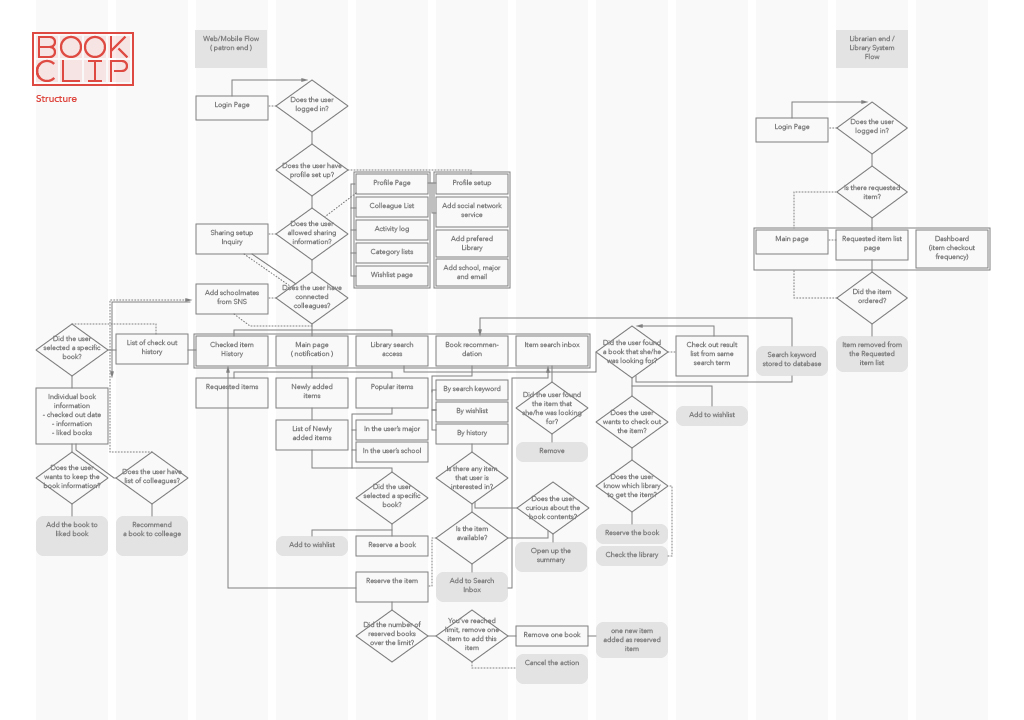 BOOK
CLIP
Structure
Web/Mobile Flow
( patron end )
Librarian end /
Library System
Flow
Login Page
Does the user
logged in?
Login Page
Does the user
logged in?
Does the user have
profile set up?
Profile Page
Colleague List
Activity log
Category lists
Wishlist page
Profile setup
Add social network
service
Add prefered
Library
Add school, major
and email
Is there requested
item?
Sharing setup
Inquiry
Does the user
allowed sharing
information?
Main page
Requested item list
page
Dashboard
(item checkout
frequency)
Add schoolmates
from SNS
Does the user have
connected
colleagues?
Did the item
ordered?
Did the user
selected a specific
book?
List of check out
history
Checked item
History
Main page
( notification )
Library search
access
Book recommen-
dation
Item search inbox
Did the user found
a book that she/he
was looking for?
Check out result
list from same
search term
Search keyword
stored to database
Item removed from
the Requested
item list
Individual book
information
- checked out date
- information
- liked books
Requested items
Newly added
items
Popular items
By search keyword
By wishlist
By history
Did the user found
the item that
she/he was looking
for?
Does the user
wants to check out
the item?
Add to wishlist
List of Newly
added items
In the user's major
In the user's school
Remove
Does the user
wants to keep the
book information?
Does the user have
list of colleagues?
Did the user
selected a specific
book?
Is there any item
that user is
interested in?
Does the user
curious about the
book contents?
Does the user
know which library
to get the item?
Add the book to
liked book
Recommend
a book to colleage
Add to wishlist
Reserve a book
Is the item
available?
Open up the
summary
Reserve the book
Check the library
Reserve the item
Add to Search
Inbox
Did the number of
reserved books
over the limit?
You've reached
limit, remove one
item to add this
item
Remove one book
one new item
added as reserved
item
Cancel the action